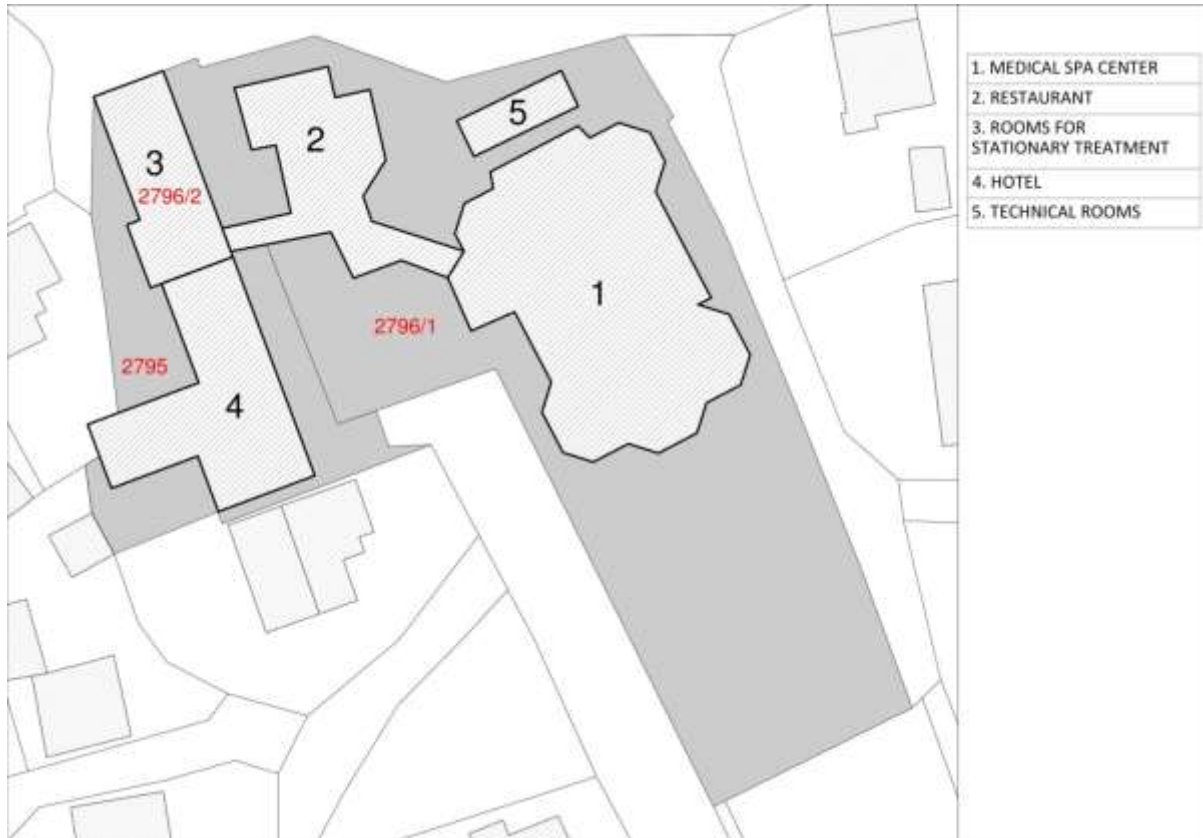 5
2
3
2796/2
1
2796/1
2795
4
1. MEDICAL SPA CENTER
2. RESTAURANT
3. ROOMS FOR
STATIONARY TREATMENT
4. HOTEL
5. TECHNICAL ROOMS